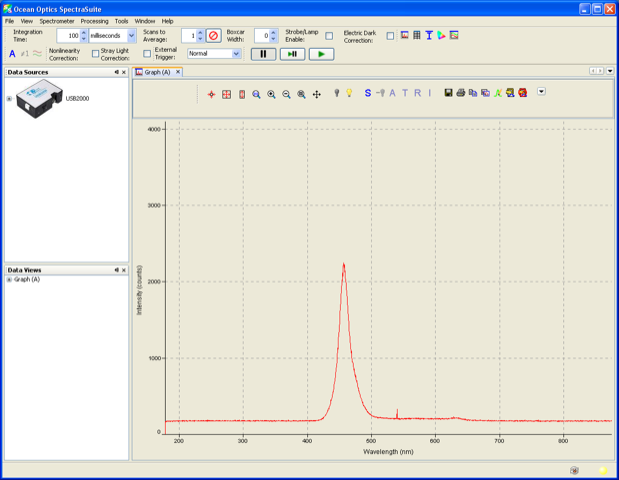 Ocean Optics SpectraSuite
File View Spectrometer Processing Tools Window Help
Integration Time: 100 milliseconds Scans to Average: 1 Boxcar Width: 0 Strobe/Lamp Enable: Electric Dark Correction:
A Nonlinearity Correction: Stray Light Correction: External Trigger: Normal
Data Sources
USB2000
Data Views
Graph (A)
Graph (A)
S A T R I
Intensity (counts)
4000
3000
2000
1000
0
200 300 400 500 600 700 800
Wavelength (nm)